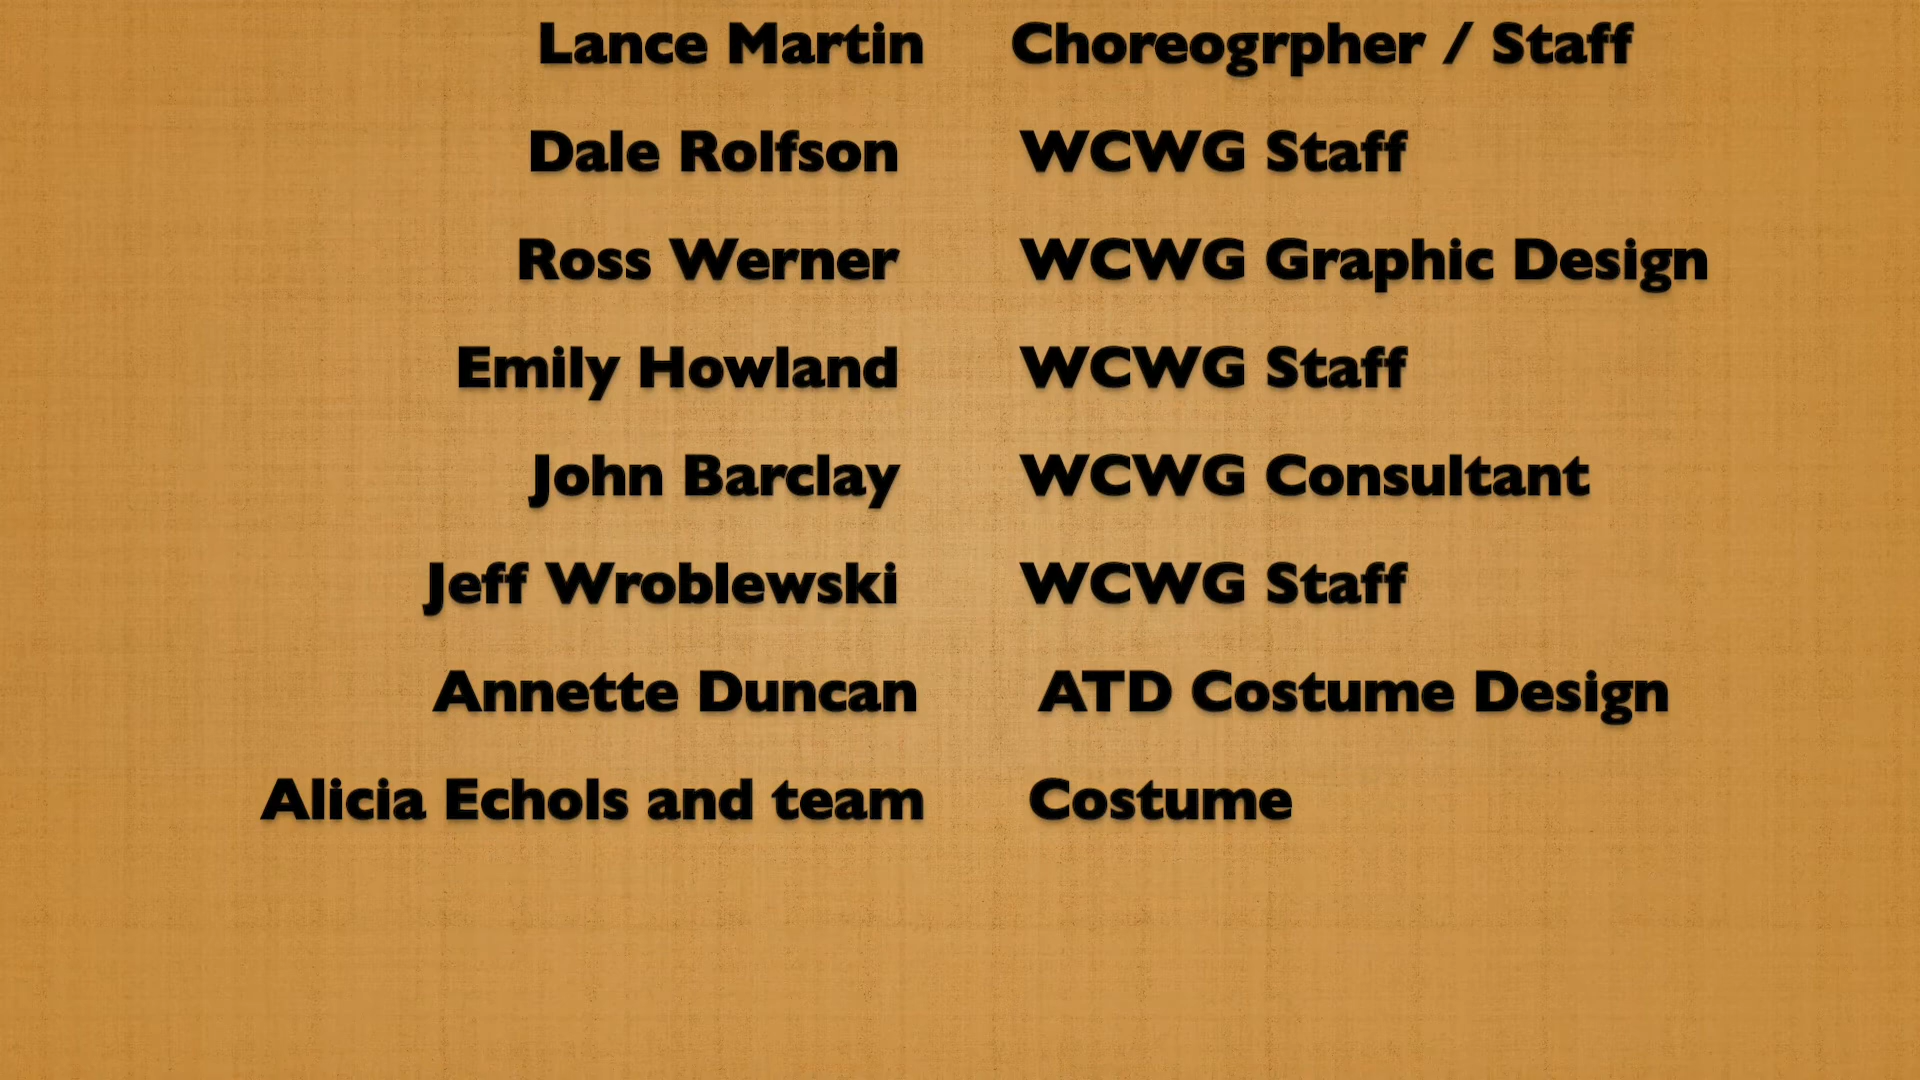 Lance Martin Choreogrpher / Staff
Dale Rolfson WCWG Staff
Ross Werner WCWG Graphic Design
Emily Howland WCWG Staff
John Barclay WCWG Consultant
Jeff Wroblewski WCWG Staff
Annette Duncan ATD Costume Design
Alicia Echols and team Costume